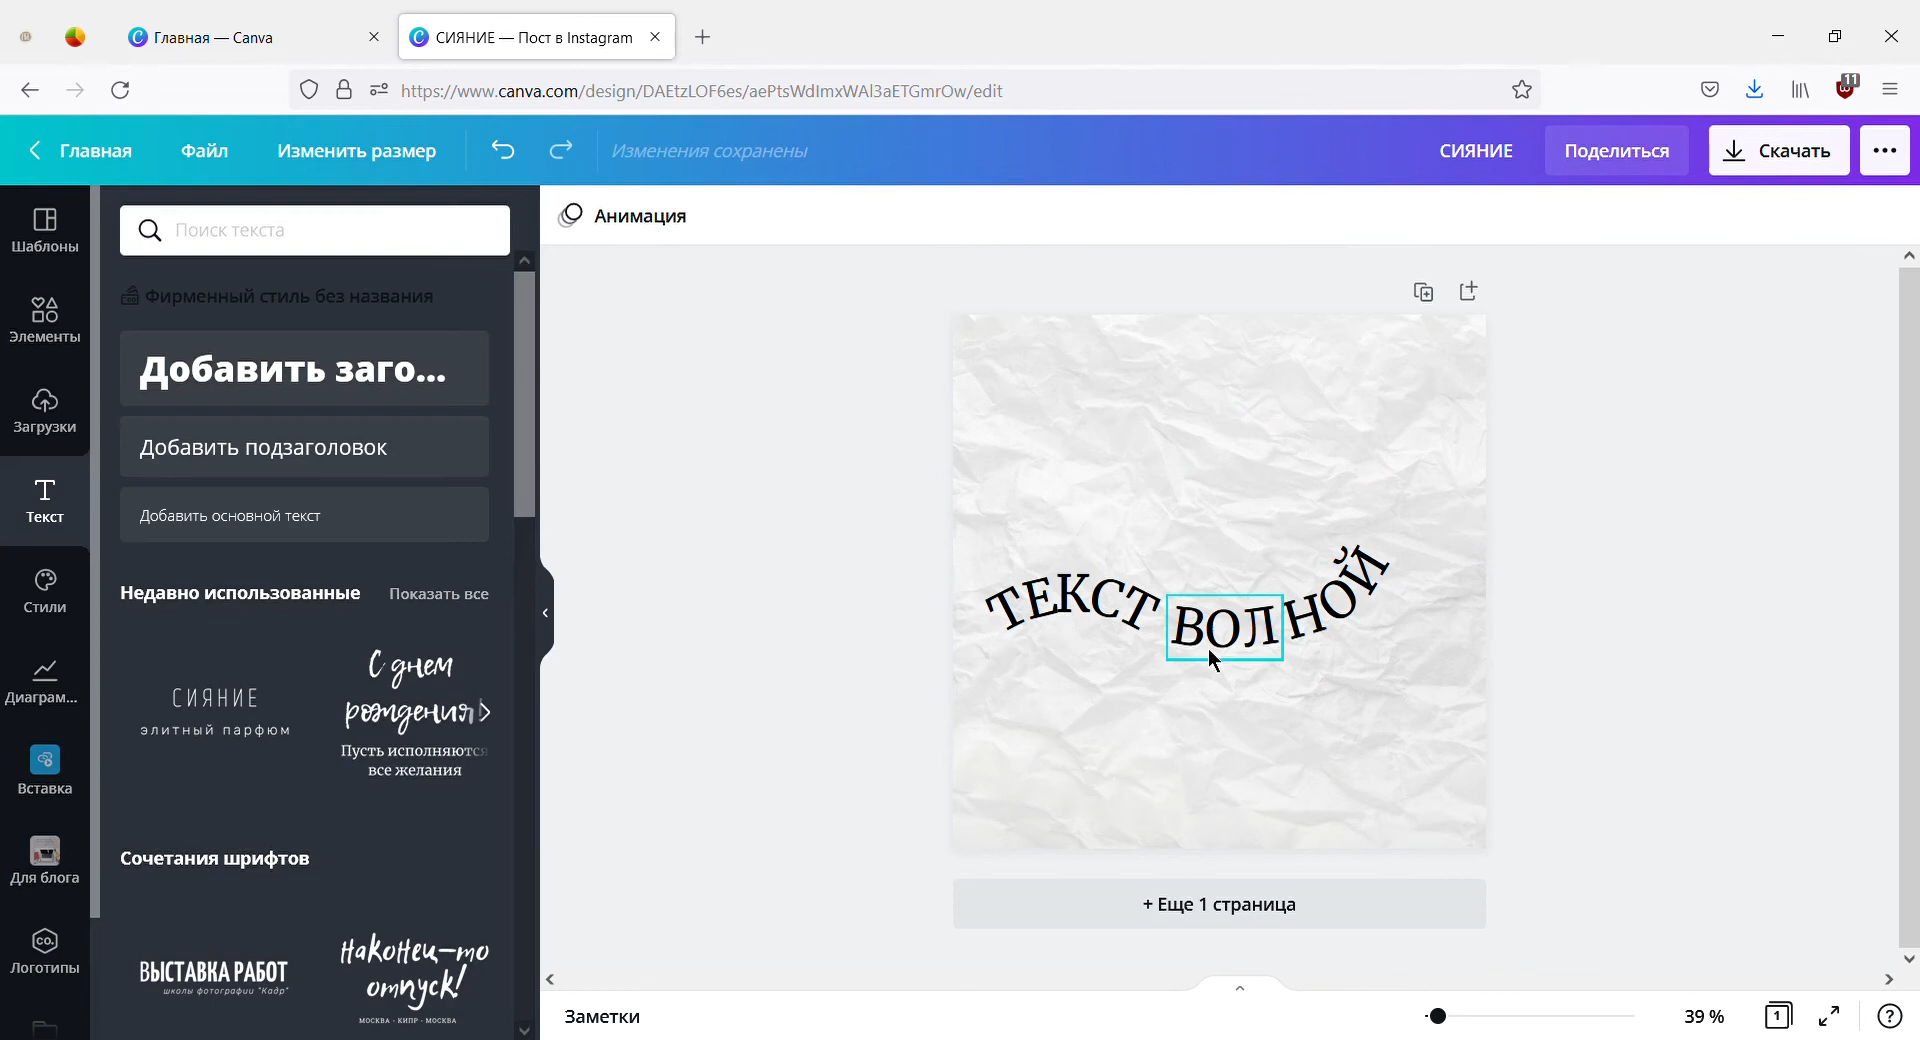 Главная — Canva
СИЯНИЕ — Пост в Instagram
https://www.canva.com/design/DAEtzLOF6es/aePtsWdImxWAl3aETGmrOw/edit
11
Главная
Файл
Изменить размер
Изменения сохранены
СИЯНИЕ
Поделиться
Скачать
Шаблоны
Элементы
Загрузки
Текст
Стили
Диаграм...
Вставка
Для блога
co.
Логотипы
Поиск текста
Фирменный стиль без названия
Добавить заго...
Добавить подзаголовок
Добавить основной текст
Недавно использованные
Показать все
СИЯНИЕ
элитный парфюм
С днем
рождения!
Пусть исполняются
все желания
Сочетания шрифтов
ВЫСТАВКА РАБОТ
школы фотографии "Кадр"
Наконец-то
отпуск!
МОСКВА - КИПР - МОСКВА
Анимация
ТЕКСТ ВОЛНОЙ
+ Еще 1 страница
Заметки
39 %
1